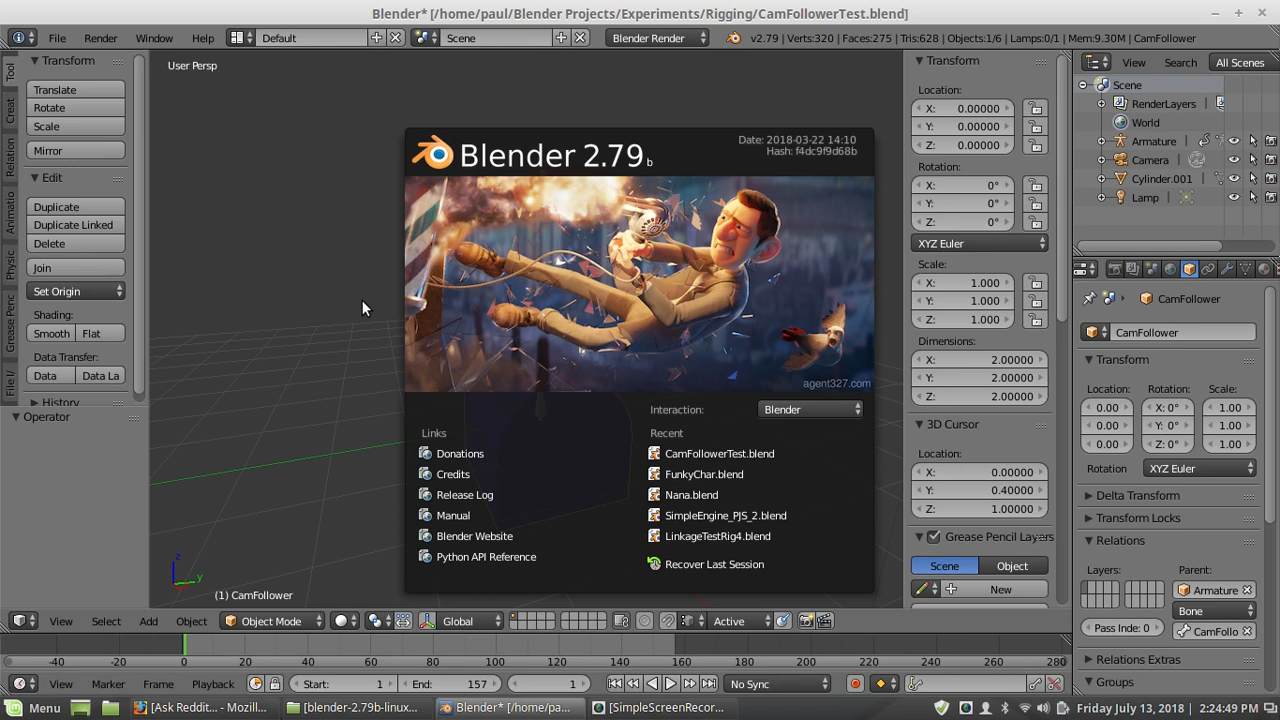 Blender* [/home/paul/Blender Projects/Experiments/Rigging/CamFollowerTest.blend]
File Render Window Help Default Scene Blender Render v2.79 | Verts:320 | Faces:275 | Tris:628 | Objects:1/6 | Lamps:0/1 | Mem:9.30M | CamFollower
Tool
Creat
Relation
Animatio
Physic
Grease Penc
File I/
Transform
Translate
Rotate
Scale
Mirror
Edit
Duplicate
Duplicate Linked
Delete
Join
Set Origin
Shading:
Smooth Flat
Data Transfer:
Data Data La
History
Operator
User Persp
Blender 2.79 b
Date: 2018-03-22 14:10
Hash: f4dc9f9d68b
agent327.com
Interaction: Blender
Links
Donations
Credits
Release Log
Manual
Blender Website
Python API Reference
Recent
CamFollowerTest.blend
FunkyChar.blend
Nana.blend
SimpleEngine_PJS_2.blend
LinkageTestRig4.blend
Recover Last Session
z
y
(1) CamFollower
Transform
Location:
X: 0.00000
Y: 0.00000
Z: 0.00000
Rotation:
X: 0°
Y: 0°
Z: 0°
XYZ Euler
Scale:
X: 1.000
Y: 1.000
Z: 1.000
Dimensions:
X: 2.00000
Y: 2.00000
Z: 2.00000
3D Cursor
Location:
X: 0.00000
Y: 0.40000
Z: 1.00000
Grease Pencil Layers
Scene Object
New
View Search All Scenes
Scene
RenderLayers
World
Armature
Camera
Cylinder.001
Lamp
CamFollower
CamFollower
Transform
Location: Rotation: Scale:
0.00 X: 0° 1.00
0.00 Y: 0° 1.00
0.00 Z: 0° 1.00
Rotation XYZ Euler
Delta Transform
Transform Locks
Relations
Layers: Parent:
Armature
Bone
Pass Inde: 0 CamFollo
Relations Extras
Groups
View Select Add Object Object Mode Global Active
-40 -20 0 20 40 60 80 100 120 140 160 180 200 220 240 260 280
View Marker Frame Playback Start: 1 End: 157 1 No Sync
Menu [Ask Reddit... - Mozill... [blender-2.79b-linux... Blender* [/home/pa... [SimpleScreenRecor... Friday July 13, 2018 | 2:24:49 PM